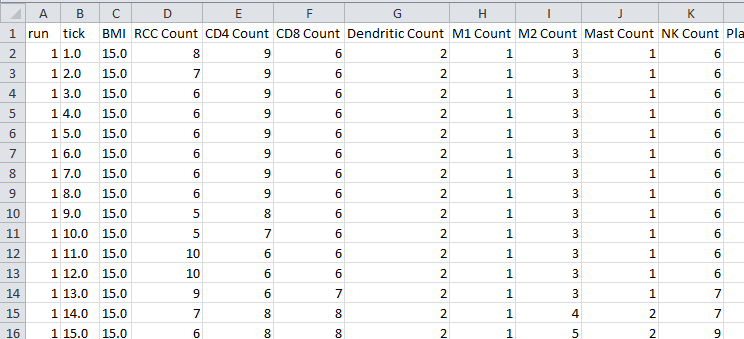 A B C D E F G H I J K
1 run tick BMI RCC Count CD4 Count CD8 Count Dendritic Count M1 Count M2 Count Mast Count NK Count Pla
2 1 1.0 15.0 8 9 6 2 1 3 1 6
3 1 2.0 15.0 7 9 6 2 1 3 1 6
4 1 3.0 15.0 6 9 6 2 1 3 1 6
5 1 4.0 15.0 6 9 6 2 1 3 1 6
6 1 5.0 15.0 6 9 6 2 1 3 1 6
7 1 6.0 15.0 6 9 6 2 1 3 1 6
8 1 7.0 15.0 6 9 6 2 1 3 1 6
9 1 8.0 15.0 6 9 6 2 1 3 1 6
10 1 9.0 15.0 5 8 6 2 1 3 1 6
11 1 10.0 15.0 5 7 6 2 1 3 1 6
12 1 11.0 15.0 10 6 6 2 1 3 1 6
13 1 12.0 15.0 10 6 6 2 1 3 1 6
14 1 13.0 15.0 9 6 7 2 1 3 1 7
15 1 14.0 15.0 7 8 8 2 1 4 2 7
16 1 15.0 15.0 6 8 8 2 1 5 2 9